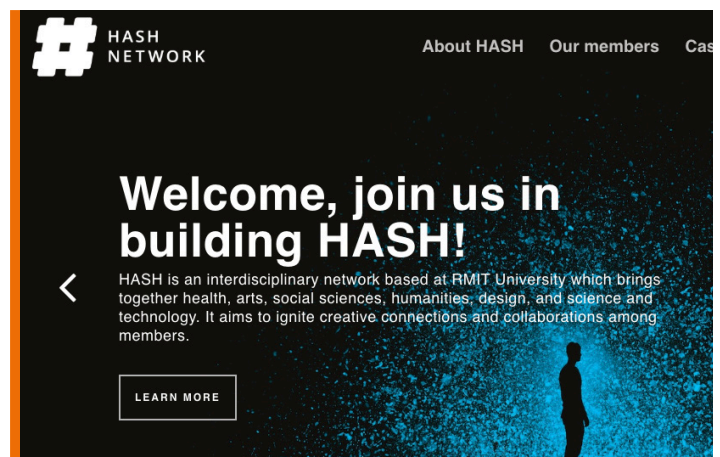 HASH
NETWORK
About HASH Our members Cas
Welcome, join us in
building HASH!
HASH is an interdisciplinary network based at RMIT University which brings
together health, arts, social sciences, humanities, design, and science and
technology. It aims to ignite creative connections and collaborations among
members.
LEARN MORE